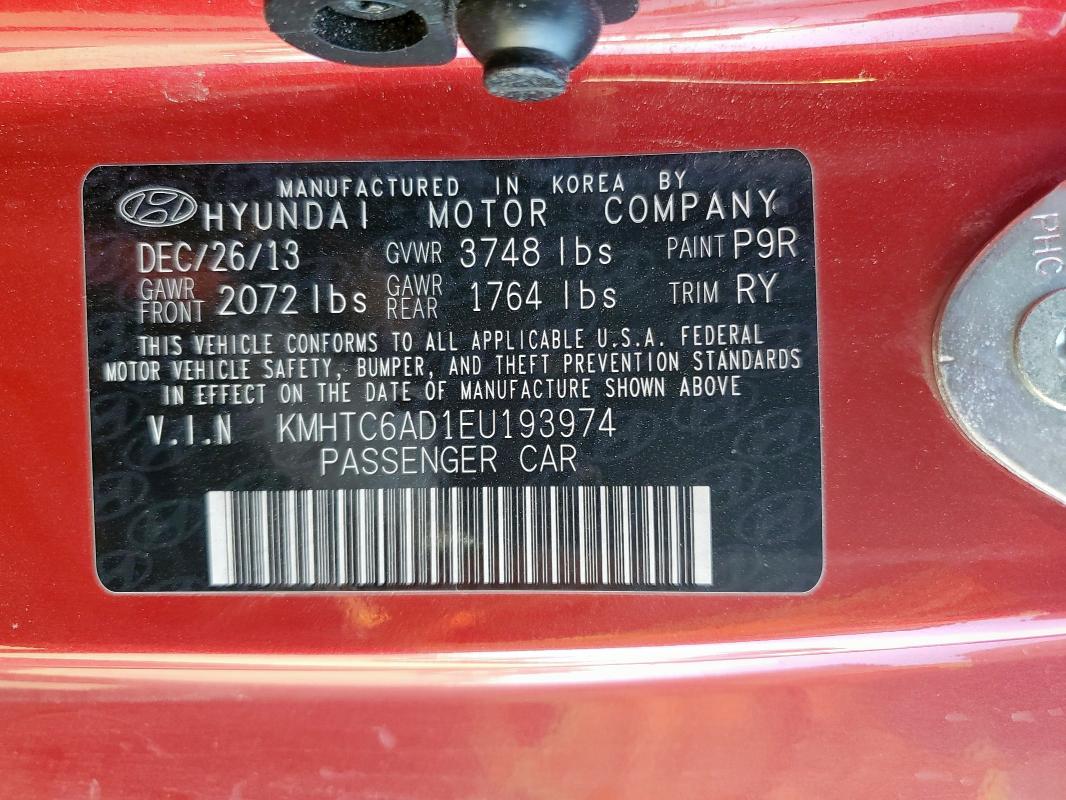 MANUFACTURED IN KOREA BY
HYUNDAI MOTOR COMPANY
DEC/26/13 GVWR 3748 lbs PAINT P9R
GAWR FRONT 2072 lbs GAWR REAR 1764 lbs TRIM RY
THIS VEHICLE CONFORMS TO ALL APPLICABLE U.S.A. FEDERAL
MOTOR VEHICLE SAFETY, BUMPER, AND THEFT PREVENTION STANDARDS
IN EFFECT ON THE DATE OF MANUFACTURE SHOWN ABOVE
V.I.N KMHTC6AD1EU193974
PASSENGER CAR
PHC